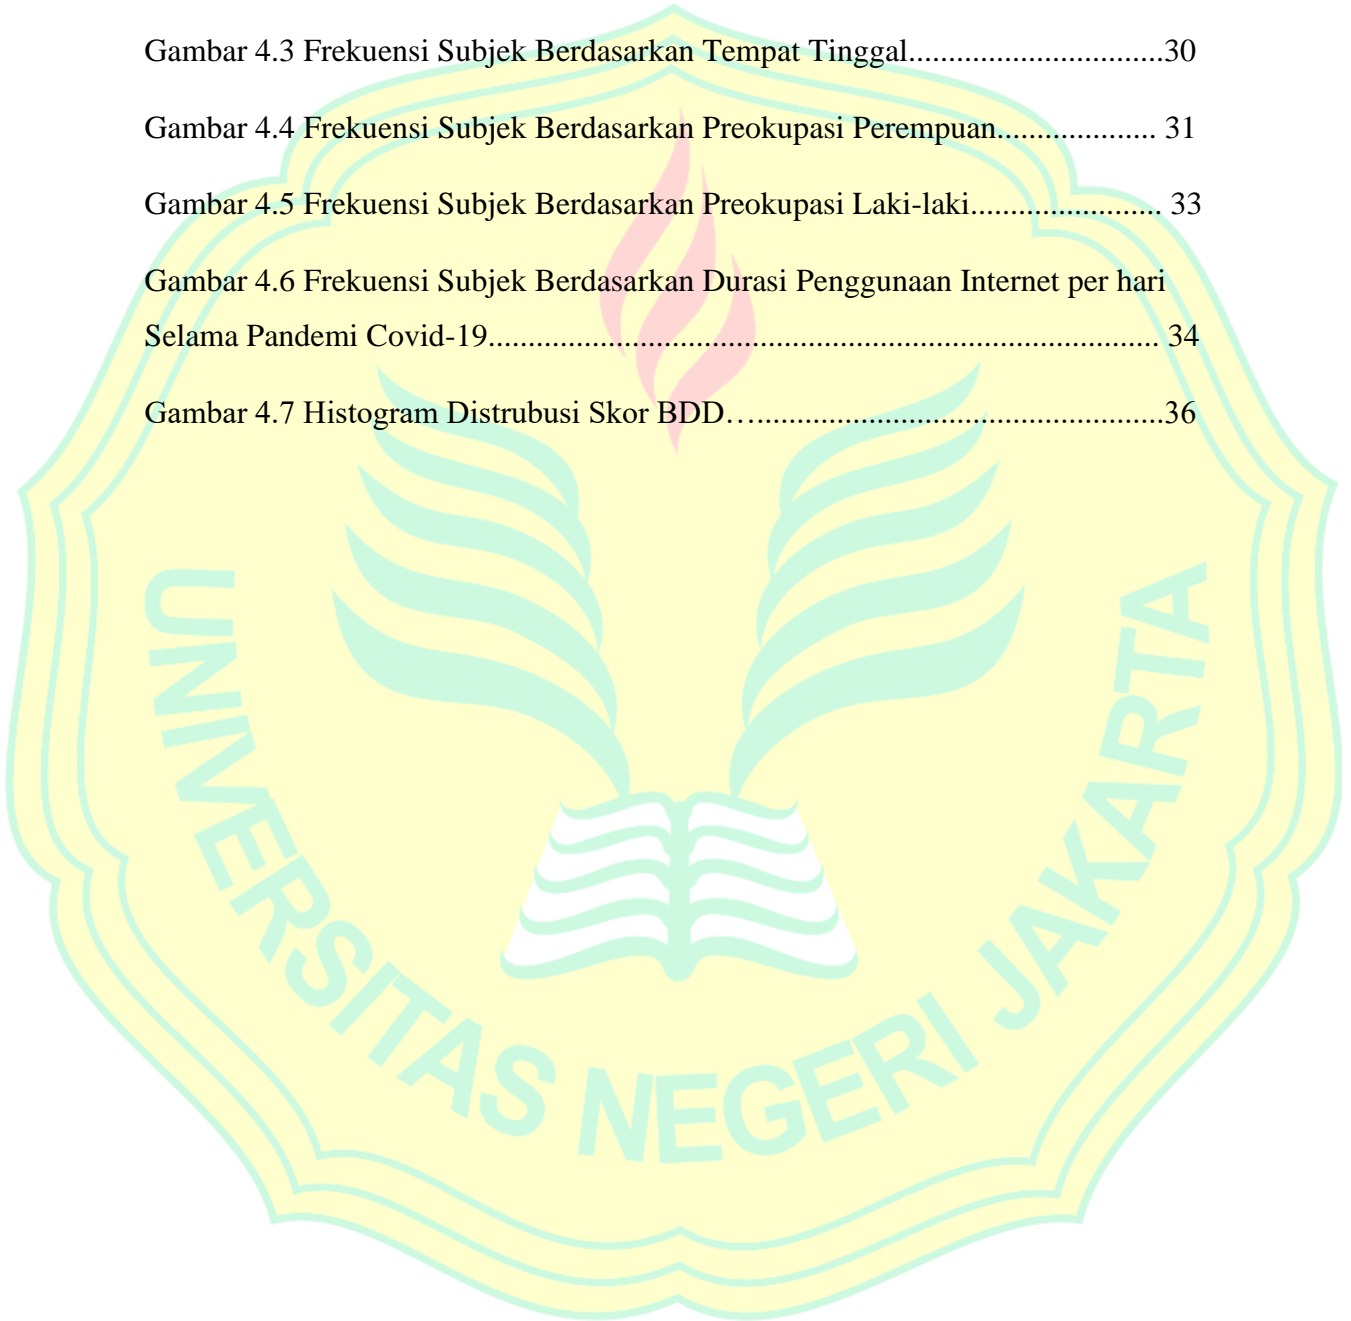 Gambar 4.3 Frekuensi Subjek Berdasarkan Tempat Tinggal................................30
Gambar 4.4 Frekuensi Subjek Berdasarkan Preokupasi Perempuan.................... 31
Gambar 4.5 Frekuensi Subjek Berdasarkan Preokupasi Laki-laki........................ 33
Gambar 4.6 Frekuensi Subjek Berdasarkan Durasi Penggunaan Internet per hari
Selama Pandemi Covid-19.................................................................................... 34
Gambar 4.7 Histogram Distrubusi Skor BDD…...................................................36
UNIVERSITAS NEGERI JAKARTA